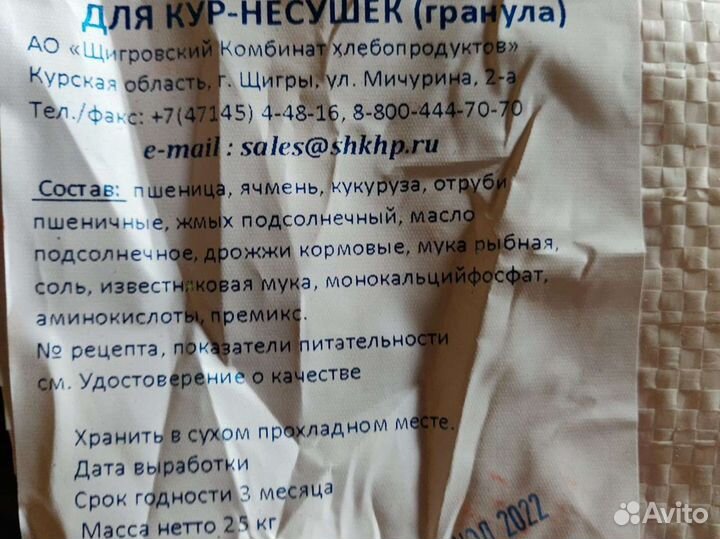 ДЛЯ КУР-НЕСУШЕК (гранула)
АО «Щигровский Комбинат хлебопродуктов»
Курская область, г. Щигры, ул. Мичурина, 2-а
Тел./факс: +7(47145) 4-48-16, 8-800-444-70-70
e-mail : sales@shkhp.ru
Состав: пшеница, ячмень, кукуруза, отруби
пшеничные, жмых подсолнечный, масло
подсолнечное, дрожжи кормовые, мука рыбная,
соль, известняковая мука, монокальцийфосфат,
аминокислоты, премикс.
№ рецепта, показатели питательности
см. Удостоверение о качестве
Хранить в сухом прохладном месте.
Дата выработки
Срок годности 3 месяца
Масса нетто 25 кг
2022
Avito